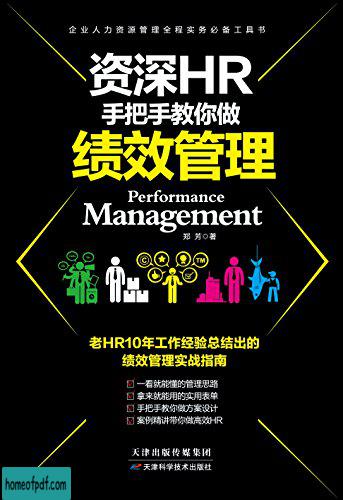 企业人力资源管理全程实务必备工具书
资深HR
手把手教你做
绩效管理
Performance
Management
郑芳◎著
老HR10年工作经验总结出的
绩效管理实战指南
一看就能懂的管理思路
拿来就能用的实用表单
手把手教你做方案设计
案例精讲带你做高效HR
天津出版传媒集团
天津科学技术出版社
homeofpdf.com